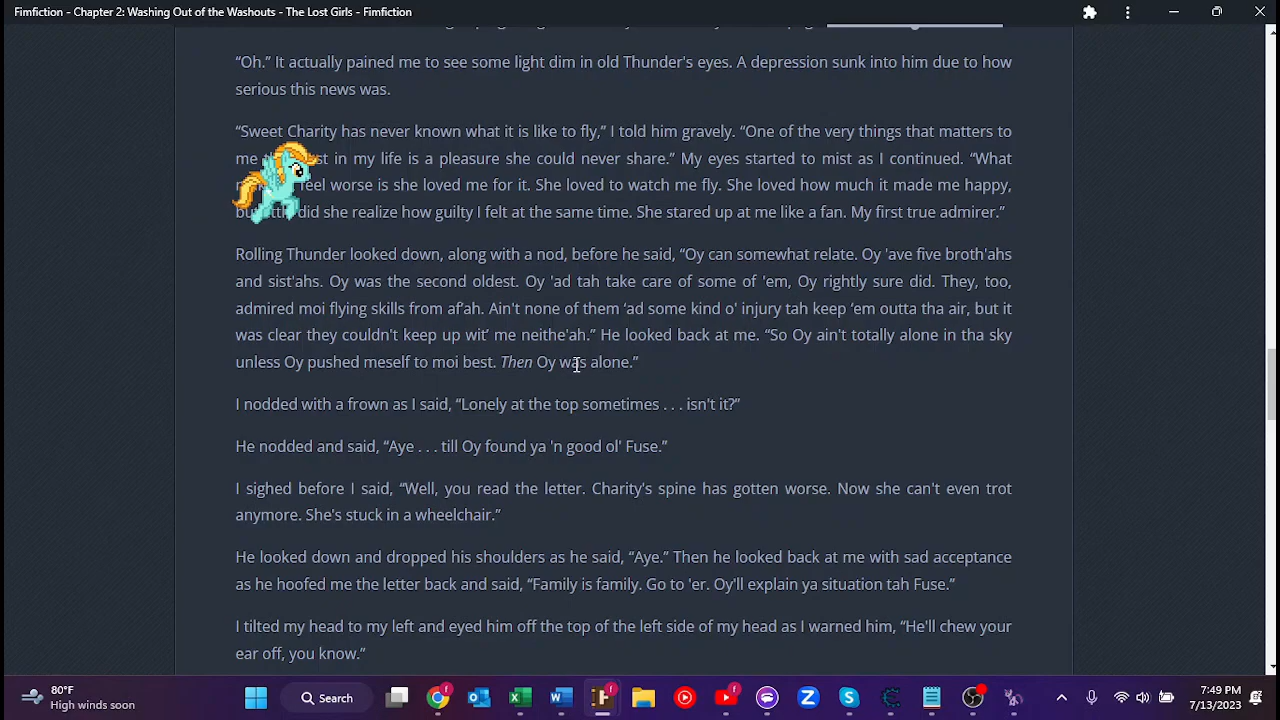 Fimfiction - Chapter 2: Washing Out of the Washouts - The Lost Girls - Fimfiction
“Oh.” It actually pained me to see some light dim in old Thunder's eyes. A depression sunk into him due to how
serious this news was.
“Sweet Charity has never known what it is like to fly,” I told him gravely. “One of the very things that matters to
me in my life is a pleasure she could never share.” My eyes started to mist as I continued. “What
feel worse is she loved me for it. She loved to watch me fly. She loved how much it made me happy,
did she realize how guilty I felt at the same time. She stared up at me like a fan. My first true admirer.”
Rolling Thunder looked down, along with a nod, before he said, “Oy can somewhat relate. Oy 'ave five broth'ahs
and sist'ahs. Oy was the second oldest. Oy 'ad tah take care of some of 'em, Oy rightly sure did. They, too,
admired moi flying skills from af'ah. Ain't none of them ‘ad some kind o' injury tah keep ‘em outta tha air, but it
was clear they couldn't keep up wit’ me neithe'ah.” He looked back at me. “So Oy ain't totally alone in tha sky
unless Oy pushed meself to moi best. Then Oy was alone.”
I nodded with a frown as I said, “Lonely at the top sometimes . . . isn't it?”
He nodded and said, “Aye . . . till Oy found ya 'n good ol' Fuse.”
I sighed before I said, “Well, you read the letter. Charity's spine has gotten worse. Now she can't even trot
anymore. She's stuck in a wheelchair.”
He looked down and dropped his shoulders as he said, “Aye.” Then he looked back at me with sad acceptance
as he hoofed me the letter back and said, “Family is family. Go to 'er. Oy'll explain ya situation tah Fuse.”
I tilted my head to my left and eyed him off the top of the left side of my head as I warned him, “He'll chew your
ear off, you know.”
80°F
High winds soon
Search
7:49 PM
7/13/2023